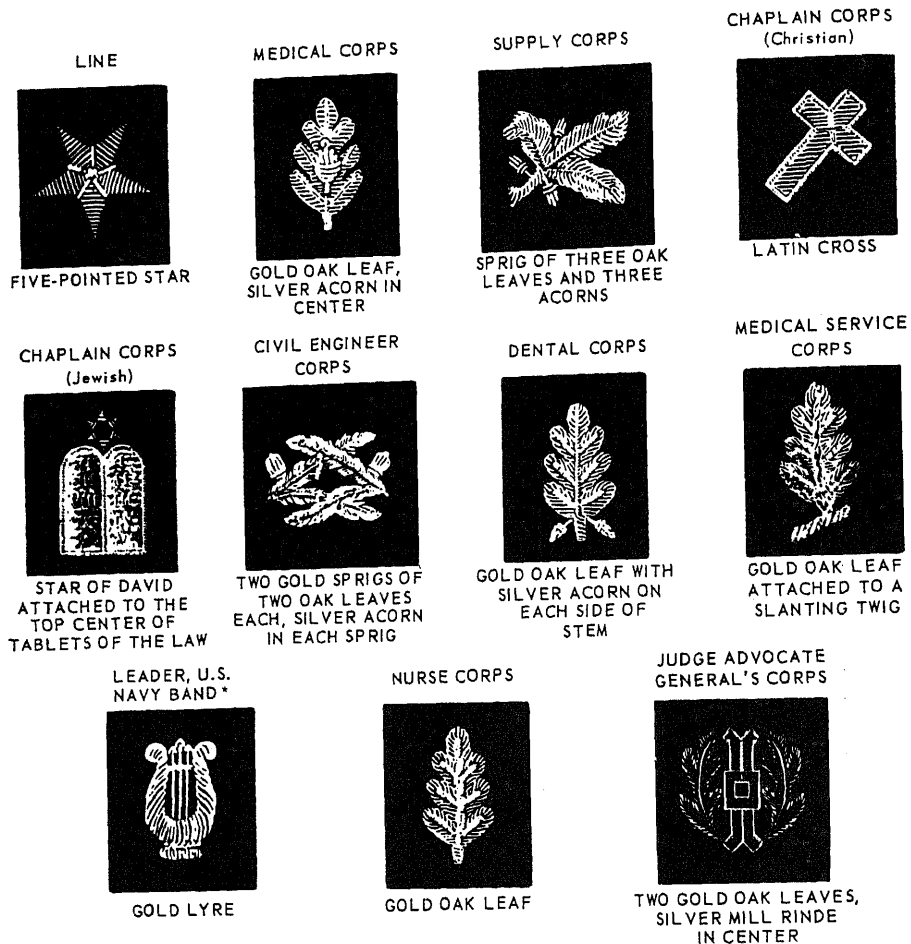 LINE
FIVE-POINTED STAR
MEDICAL CORPS
GOLD OAK LEAF,
SILVER ACORN IN
CENTER
SUPPLY CORPS
SPRIG OF THREE OAK
LEAVES AND THREE
ACORNS
CHAPLAIN CORPS
(Christian)
LATIN CROSS
CHAPLAIN CORPS
(Jewish)
STAR OF DAVID
ATTACHED TO THE
TOP CENTER OF
TABLETS OF THE LAW
CIVIL ENGINEER
CORPS
TWO GOLD SPRIGS OF
TWO OAK LEAVES
EACH, SILVER ACORN
IN EACH SPRIG
DENTAL CORPS
GOLD OAK LEAF WITH
SILVER ACORN ON
EACH SIDE OF
STEM
MEDICAL SERVICE
CORPS
GOLD OAK LEAF
ATTACHED TO A
SLANTING TWIG
LEADER, U.S.
NAVY BAND*
GOLD LYRE
NURSE CORPS
GOLD OAK LEAF
JUDGE ADVOCATE
GENERAL'S CORPS
TWO GOLD OAK LEAVES,
SILVER MILL RINDE
IN CENTER